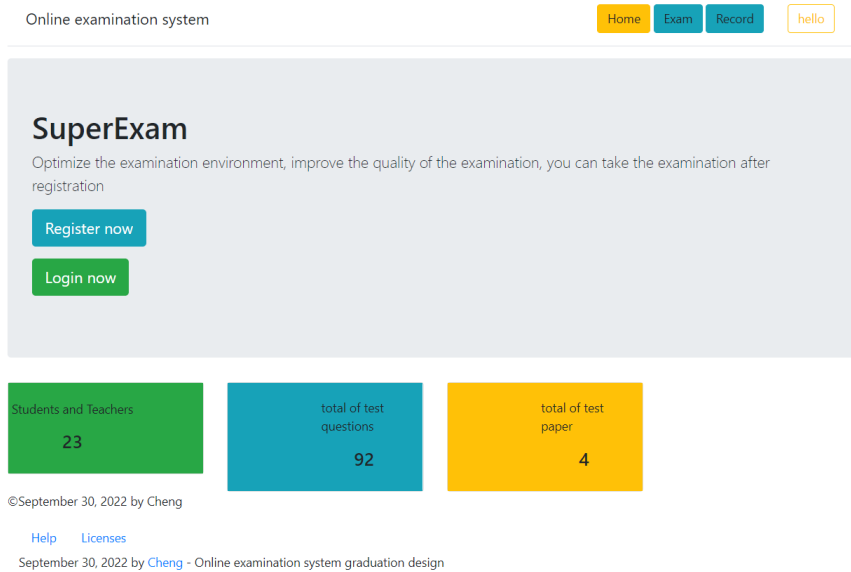 Online examination system
Home
Exam
Record
hello
SuperExam
Optimize the examination environment, improve the quality of the examination, you can take the examination after
registration
Register now
Login now
Students and Teachers
23
total of test
questions
92
total of test
paper
4
©September 30, 2022 by Cheng
Help
Licenses
September 30, 2022 by Cheng - Online examination system graduation design